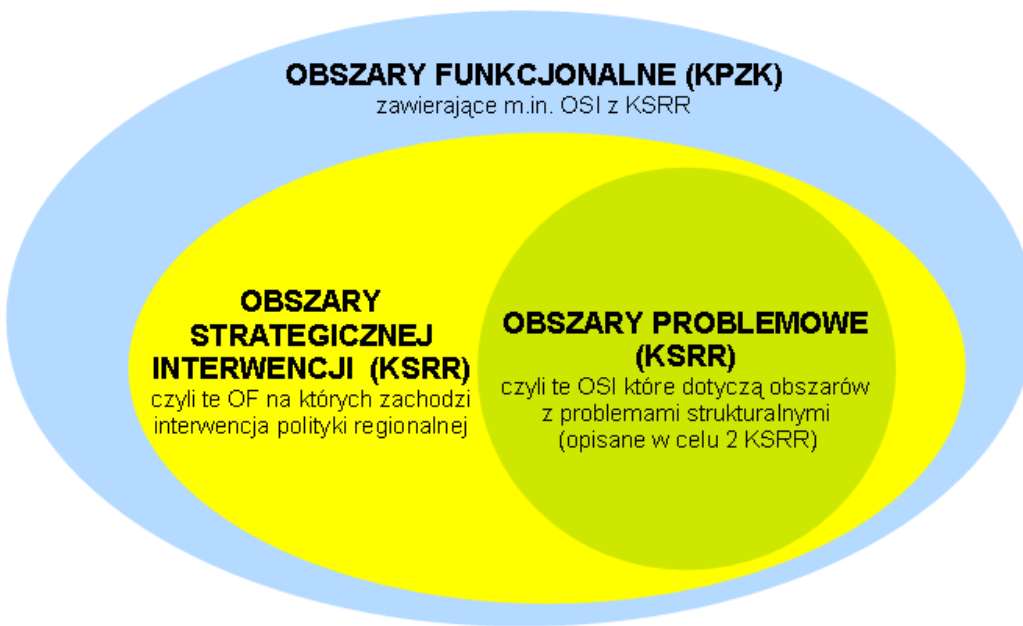 OBSZARY FUNKCJONALNE (KPZK)
zawierające m.in. OSI z KSRR
OBSZARY
STRATEGICZNEJ
INTERWENCJI (KSRR)
czyli te OF na których zachodzi
interwencja polityki regionalnej
OBSZARY PROBLEMOWE
(KSRR)
czyli te OSI które dotyczą obszarów
z problemami strukturalnymi
(opisane w celu 2 KSRR)